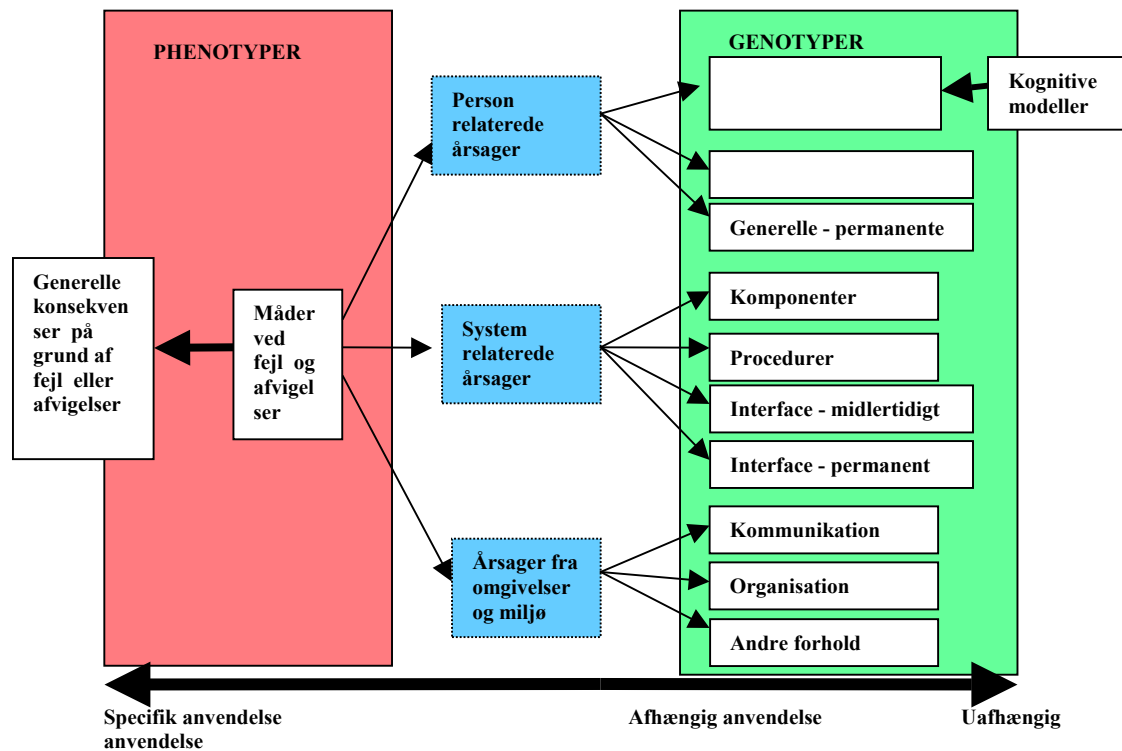 PHENOTYPER
GENOTYPER
Person
relaterede
årsager
Kognitive
modeller
Generelle - permanente
Generelle
konsekven
ser på
grund af
fejl eller
afvigelser
Måder
ved
fejl og
afvigel
ser
System
relaterede
årsager
Komponenter
Procedurer
Interface - midlertidigt
Interface - permanent
Årsager fra
omgivelser
og miljø
Kommunikation
Organisation
Andre forhold
Specifik anvendelse
anvendelse
Afhængig anvendelse
Uafhængig